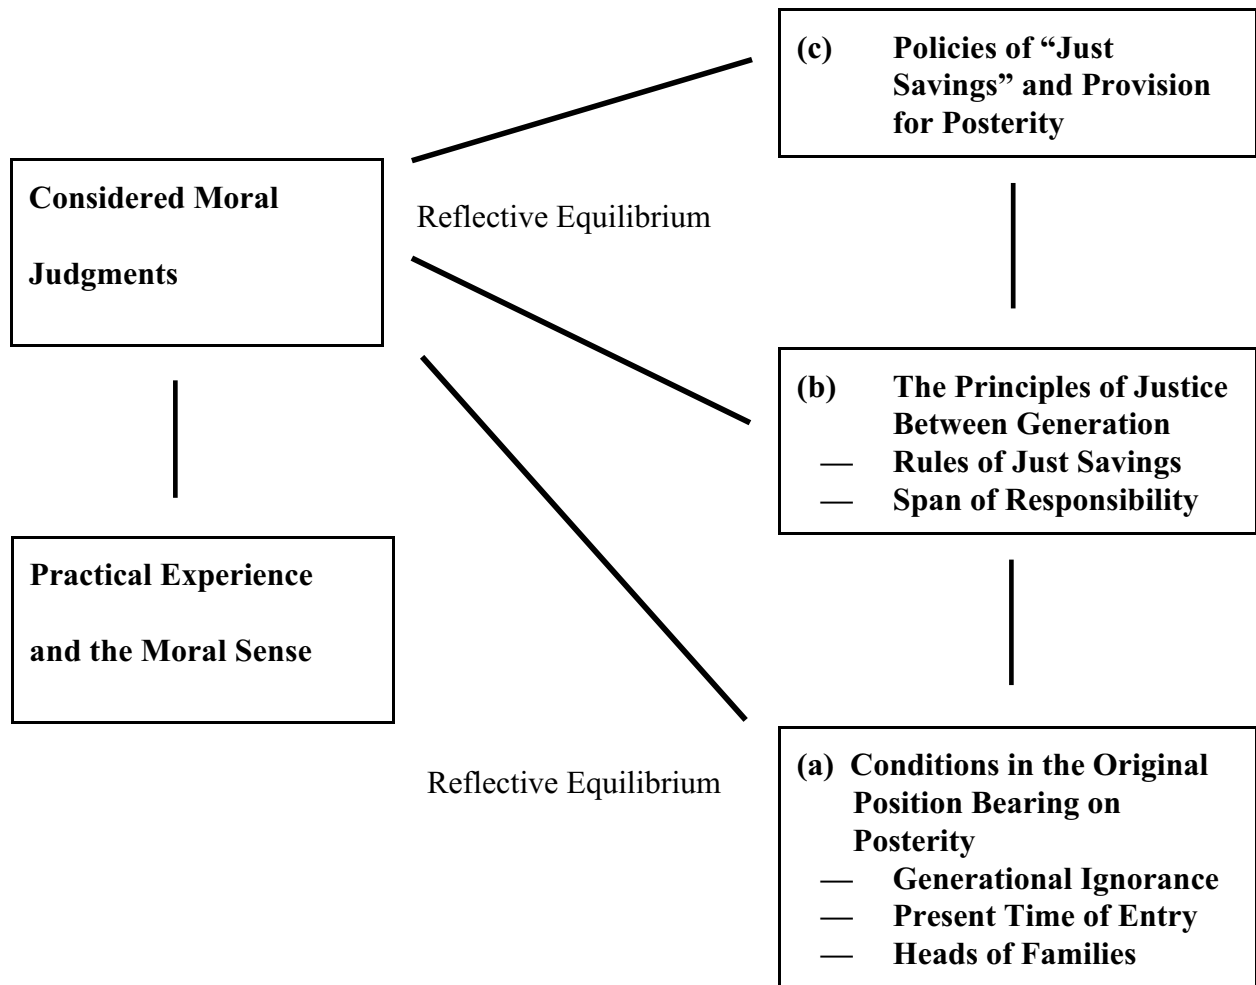 (c) Policies of “Just
Savings” and Provision
for Posterity
Considered Moral
Judgments
Reflective Equilibrium
(b) The Principles of Justice
Between Generation
— Rules of Just Savings
— Span of Responsibility
Practical Experience
and the Moral Sense
Reflective Equilibrium
(a) Conditions in the Original
Position Bearing on
Posterity
— Generational Ignorance
— Present Time of Entry
— Heads of Families